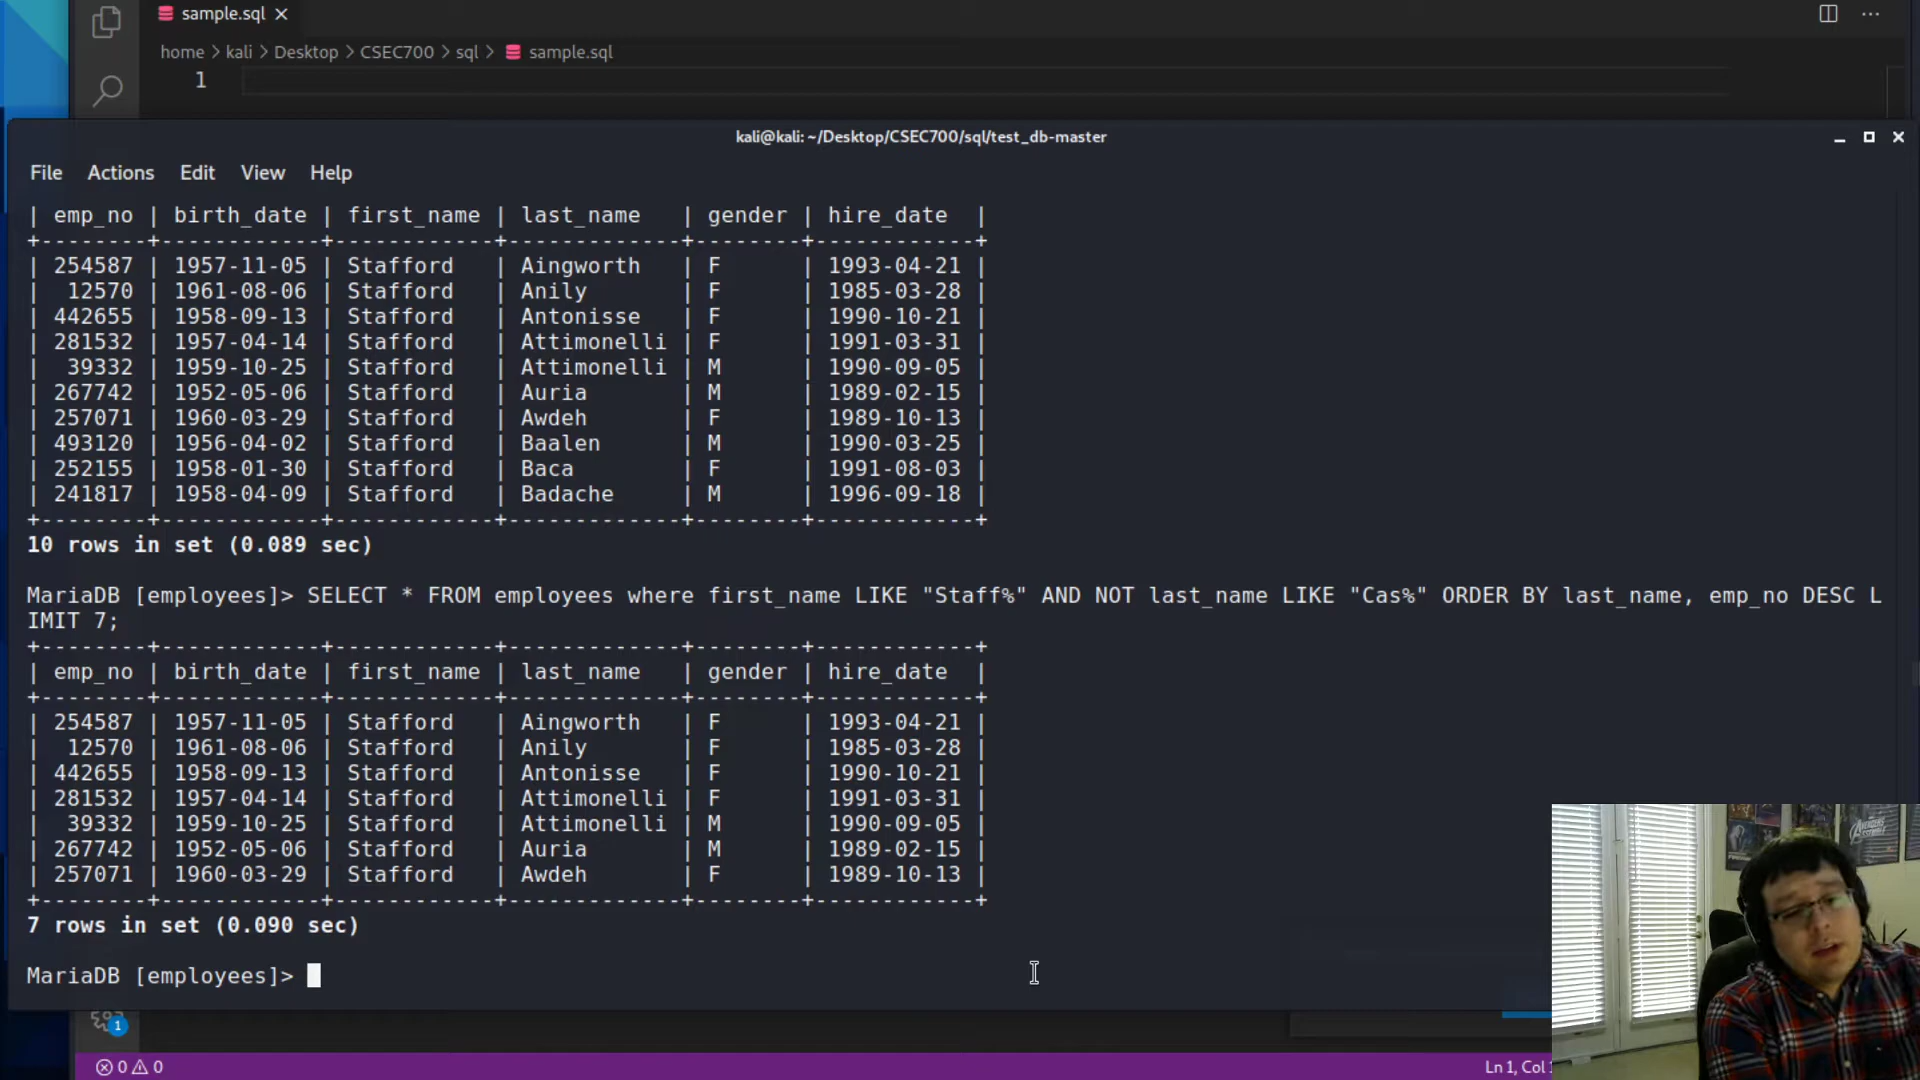 sample.sql
home > kali > Desktop > CSEC700 > sql > sample.sql
1
kali@kali: ~/Desktop/CSEC700/sql/test_db-master
File Actions Edit View Help
| emp_no | birth_date | first_name | last_name   | gender | hire_date  |
+--------+------------+------------+-------------+--------+------------+
| 254587 | 1957-11-05 | Stafford   | Aingworth   | F      | 1993-04-21 |
|  12570 | 1961-08-06 | Stafford   | Anily       | F      | 1985-03-28 |
| 442655 | 1958-09-13 | Stafford   | Antonisse   | F      | 1990-10-21 |
| 281532 | 1957-04-14 | Stafford   | Attimonelli | F      | 1991-03-31 |
|  39332 | 1959-10-25 | Stafford   | Attimonelli | M      | 1990-09-05 |
| 267742 | 1952-05-06 | Stafford   | Auria       | M      | 1989-02-15 |
| 257071 | 1960-03-29 | Stafford   | Awdeh       | F      | 1989-10-13 |
| 493120 | 1956-04-02 | Stafford   | Baalen      | M      | 1990-03-25 |
| 252155 | 1958-01-30 | Stafford   | Baca        | F      | 1991-08-03 |
| 241817 | 1958-04-09 | Stafford   | Badache     | M      | 1996-09-18 |
+--------+------------+------------+-------------+--------+------------+
10 rows in set (0.089 sec)
MariaDB [employees]> SELECT * FROM employees where first_name LIKE "Staff%" AND NOT last_name LIKE "Cas%" ORDER BY last_name, emp_no DESC L
IMIT 7;
+--------+------------+------------+-------------+--------+------------+
| emp_no | birth_date | first_name | last_name   | gender | hire_date  |
+--------+------------+------------+-------------+--------+------------+
| 254587 | 1957-11-05 | Stafford   | Aingworth   | F      | 1993-04-21 |
|  12570 | 1961-08-06 | Stafford   | Anily       | F      | 1985-03-28 |
| 442655 | 1958-09-13 | Stafford   | Antonisse   | F      | 1990-10-21 |
| 281532 | 1957-04-14 | Stafford   | Attimonelli | F      | 1991-03-31 |
|  39332 | 1959-10-25 | Stafford   | Attimonelli | M      | 1990-09-05 |
| 267742 | 1952-05-06 | Stafford   | Auria       | M      | 1989-02-15 |
| 257071 | 1960-03-29 | Stafford   | Awdeh       | F      | 1989-10-13 |
+--------+------------+------------+-------------+--------+------------+
7 rows in set (0.090 sec)
MariaDB [employees]>
1
0 0
Ln 1, Col
AVENGERS